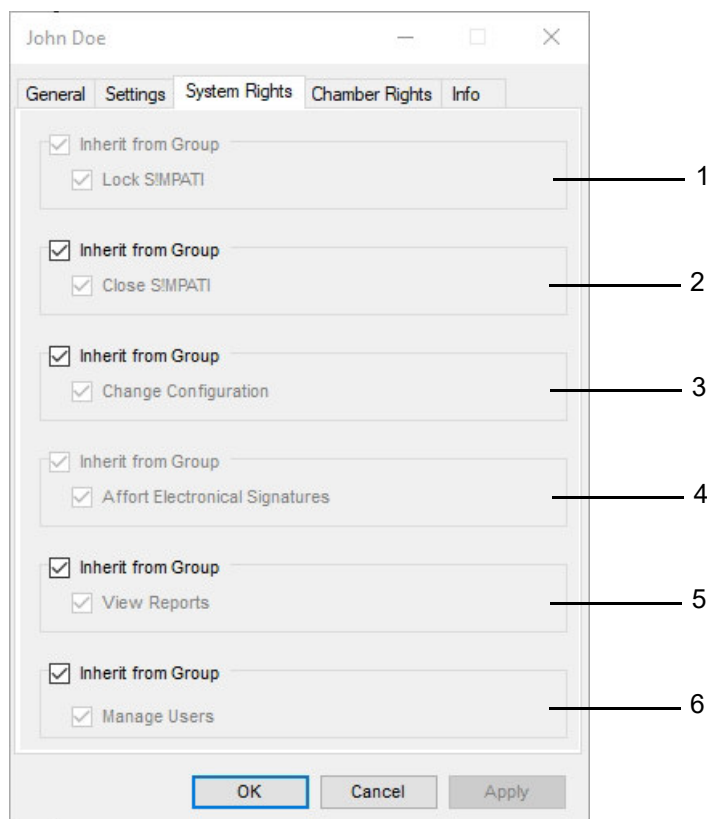 John Doe
General Settings System Rights Chamber Rights Info
Inherit from Group
Lock S!MPATI
1
Inherit from Group
Close S!MPATI
2
Inherit from Group
Change Configuration
3
Inherit from Group
Affort Electronical Signatures
4
Inherit from Group
View Reports
5
Inherit from Group
Manage Users
6
OK Cancel Apply